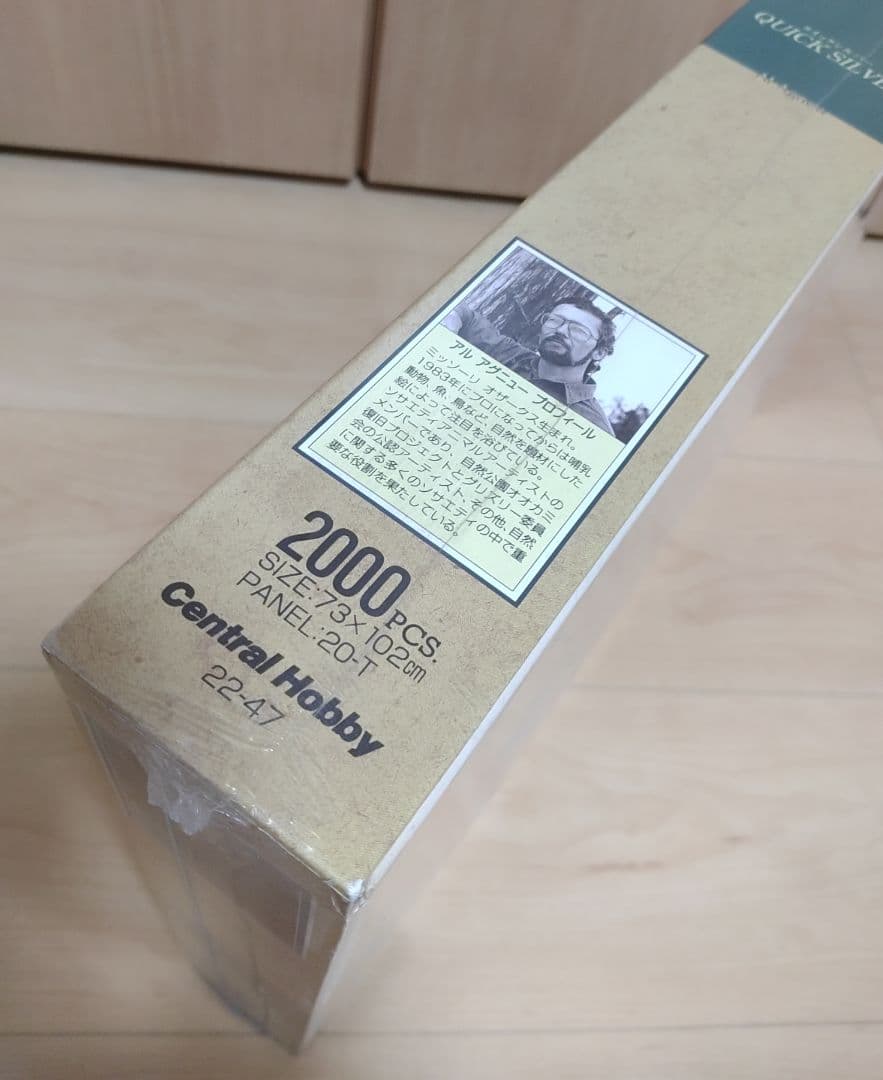 QUICK SILVE
アル アグニュー プロフィール
ミッソーリ オザークスで生まれ。
1983年にプロになってからは哺乳
動物、魚、鳥など、自然を題材にした
絵によって注目を浴びている。
ソサエティアニマルアーティストの
メンバーであり、自然公園オオカミ
復旧プロジェクトとグリズリー委員
会の公認アーティスト、その他、自然
に関する多くのソサエティの中で重
要な役割を果たしている。
2000 PCS.
SIZE:73×102cm
PANEL:20-T
Central Hobby
22-47